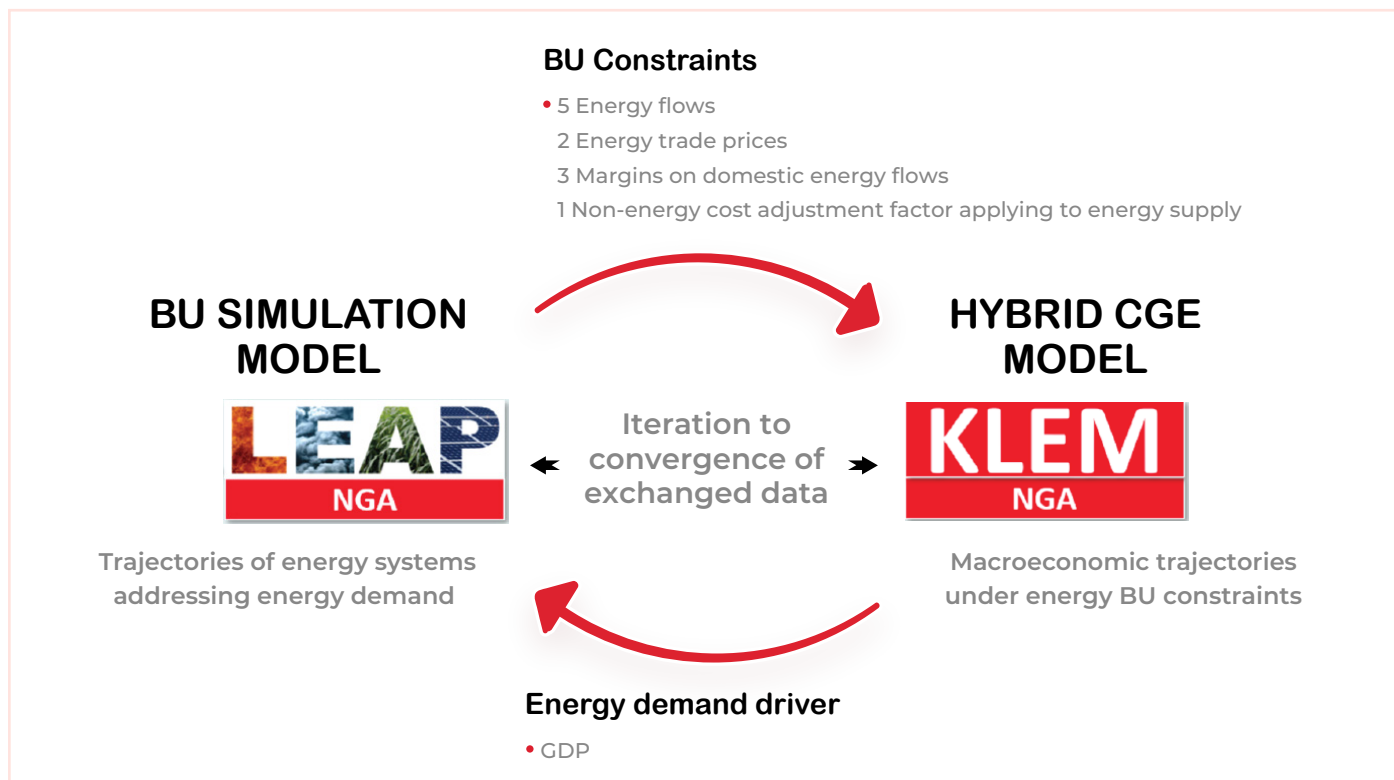 BU Constraints
• 5 Energy flows
2 Energy trade prices
3 Margins on domestic energy flows
1 Non-energy cost adjustment factor applying to energy supply
BU SIMULATION
MODEL
HYBRID CGE
MODEL
LEAP
NGA
Iteration to
convergence of
exchanged data
KLEM
NGA
Trajectories of energy systems
addressing energy demand
Macroeconomic trajectories
under energy BU constraints
Energy demand driver
• GDP